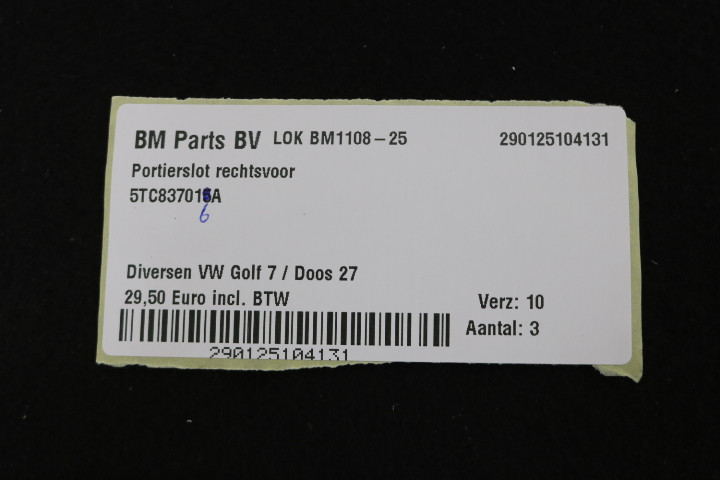 BM Parts BV LOK BM1108-25 290125104131
Portierslot rechtsvoor
5TC837016A
6
Diversen VW Golf 7 / Doos 27
29,50 Euro incl. BTW Verz: 10
Aantal: 3
290125104131